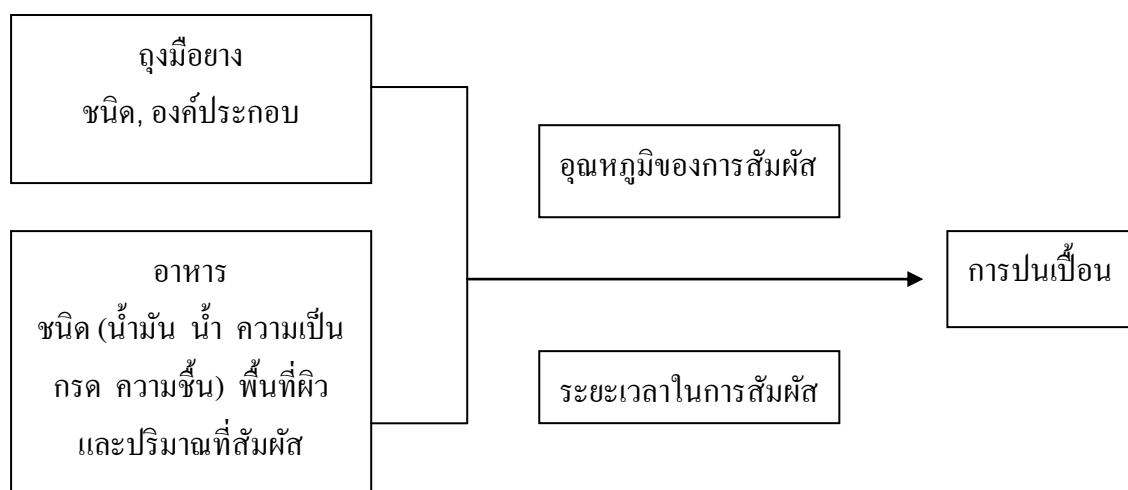 ถุงมือยาง
ชนิด, องค์ประกอบ
อุณหภูมิของการสัมผัส
อาหาร
ชนิด (น้ำมัน น้ำ ความเป็น
กรด ความชื้น) พื้นที่ผิว
และปริมาณที่สัมผัส
การปนเปื้อน
ระยะเวลาในการสัมผัส